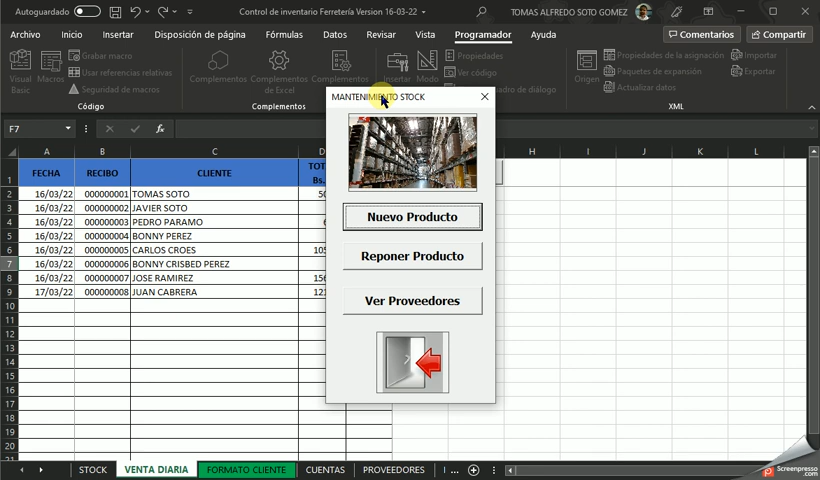 Autoguardado
Control de inventario Ferretería Version 16-03-22
TOMAS ALFREDO SOTO GOMEZ
Archivo Inicio Insertar Disposición de página Fórmulas Datos Revisar Vista Programador Ayuda
Comentarios Compartir
Visual Basic
Macros
Grabar macro
Usar referencias relativas
Seguridad de macros
Código
Complementos
Complementos de Excel
Complementos
Complementos
Insertar
Modo
Propiedades
Ver código
cuadro de diálogo
Origen
Propiedades de la asignación
Paquetes de expansión
Actualizar datos
Importar
Exportar
XML
F7
fx
A B C D H I J K L
1 FECHA RECIBO CLIENTE
Bs.
2 16/03/22 000000001 TOMAS SOTO
3 16/03/22 000000002 JAVIER SOTO
4 16/03/22 000000003 PEDRO PARAMO
5 16/03/22 000000004 BONNY PEREZ
6 16/03/22 000000005 CARLOS CROES
7 16/03/22 000000006 BONNY CRISBED PEREZ
8 16/03/22 000000007 JOSE RAMIREZ
9 17/03/22 000000008 JUAN CABRERA
10
11
12
13
14
15
16
17
18
19
20
21
MANTENIMIENTO STOCK
Nuevo Producto
Reponer Producto
Ver Proveedores
STOCK VENTA DIARIA FORMATO CLIENTE CUENTAS PROVEEDORES ...
Screenpresso
.com